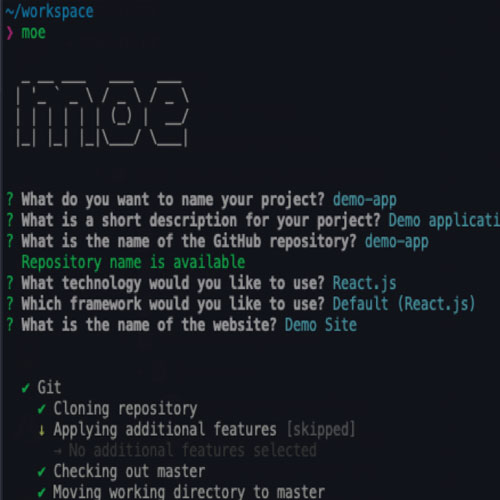 ~/workspace
❯ moe
moe
? What do you want to name your project? demo-app
? What is a short description for your porject? Demo applicati
? What is the name of the GitHub repository? demo-app
Repository name is available
? What technology would you like to use? React.js
? Which framework would you like to use? Default (React.js)
? What is the name of the website? Demo Site
✔ Git
✔ Cloning repository
↓ Applying additional features [skipped]
→ No additional features selected
✔ Checking out master
✔ Moving working directory to master